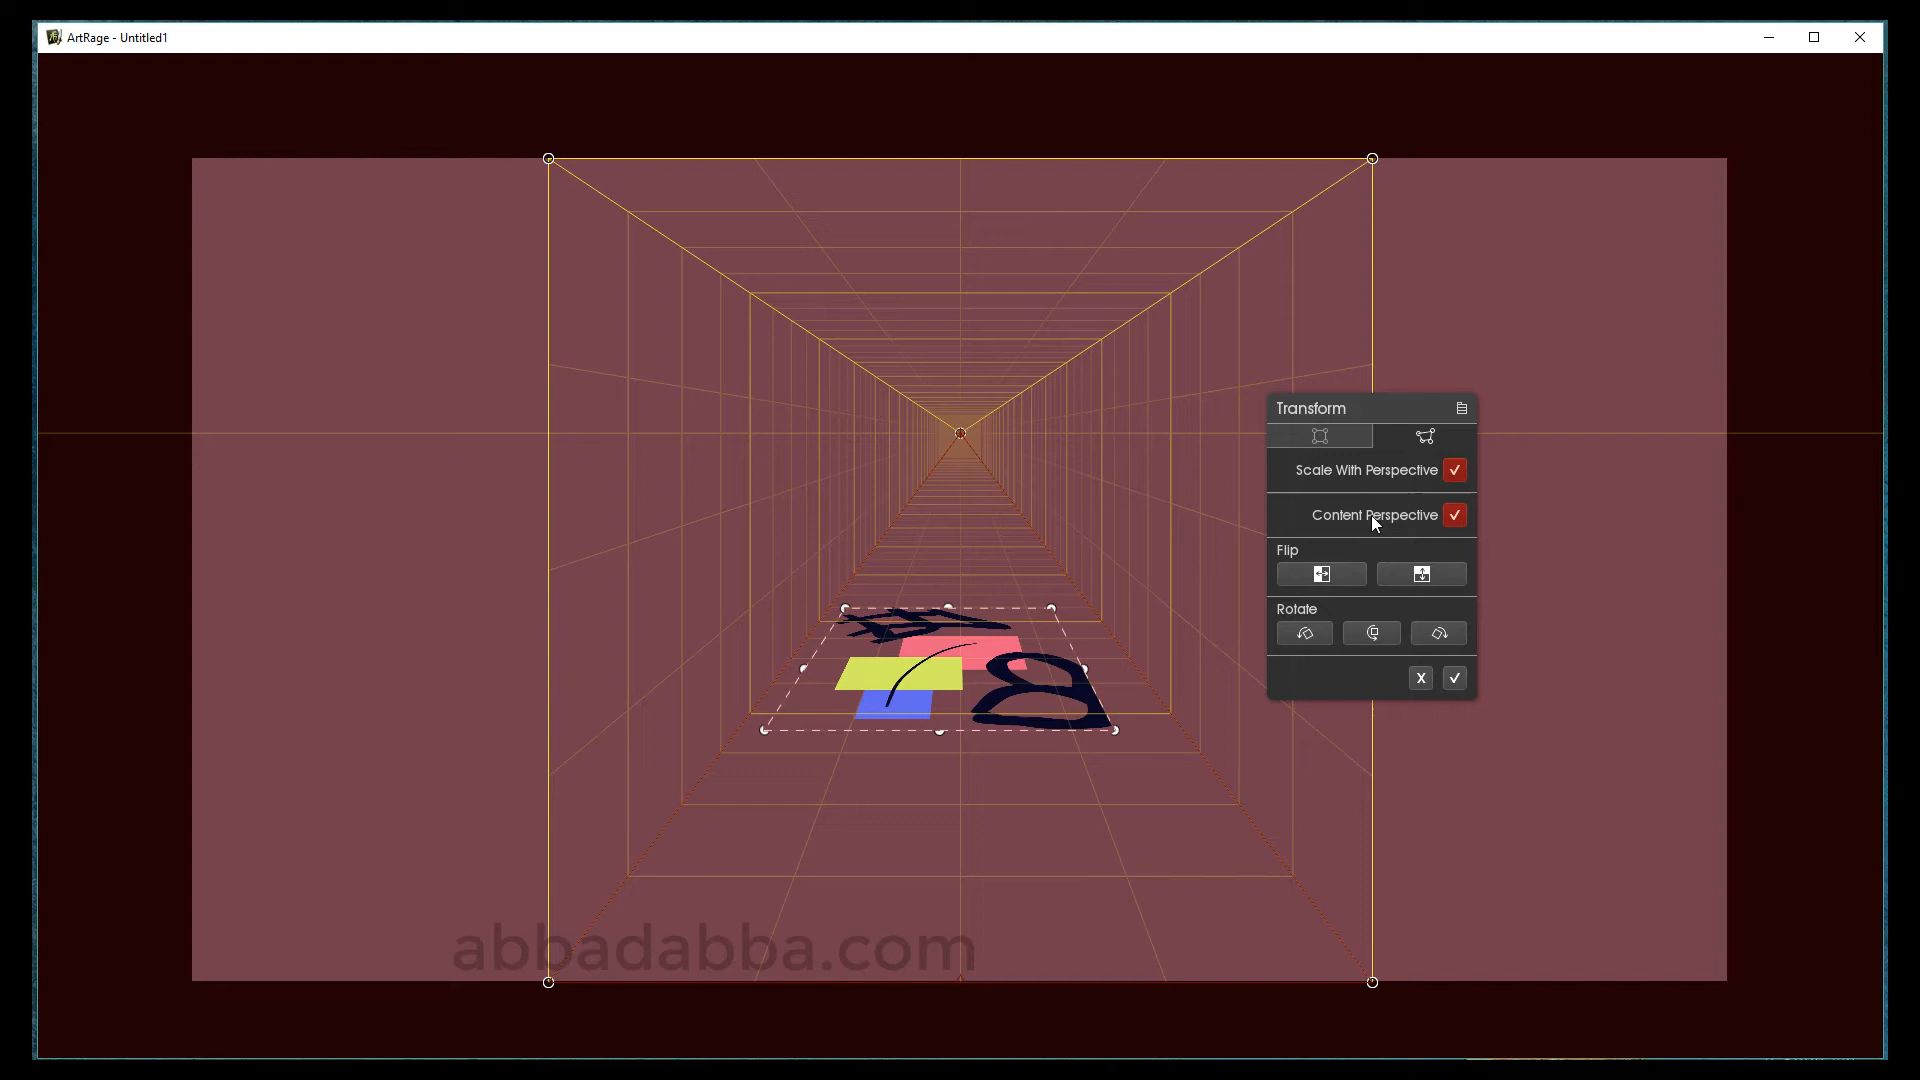 ArtRage - Untitled1
Transform
Scale With Perspective
Content Perspective
Flip
Rotate
X
B
abbadabba.com